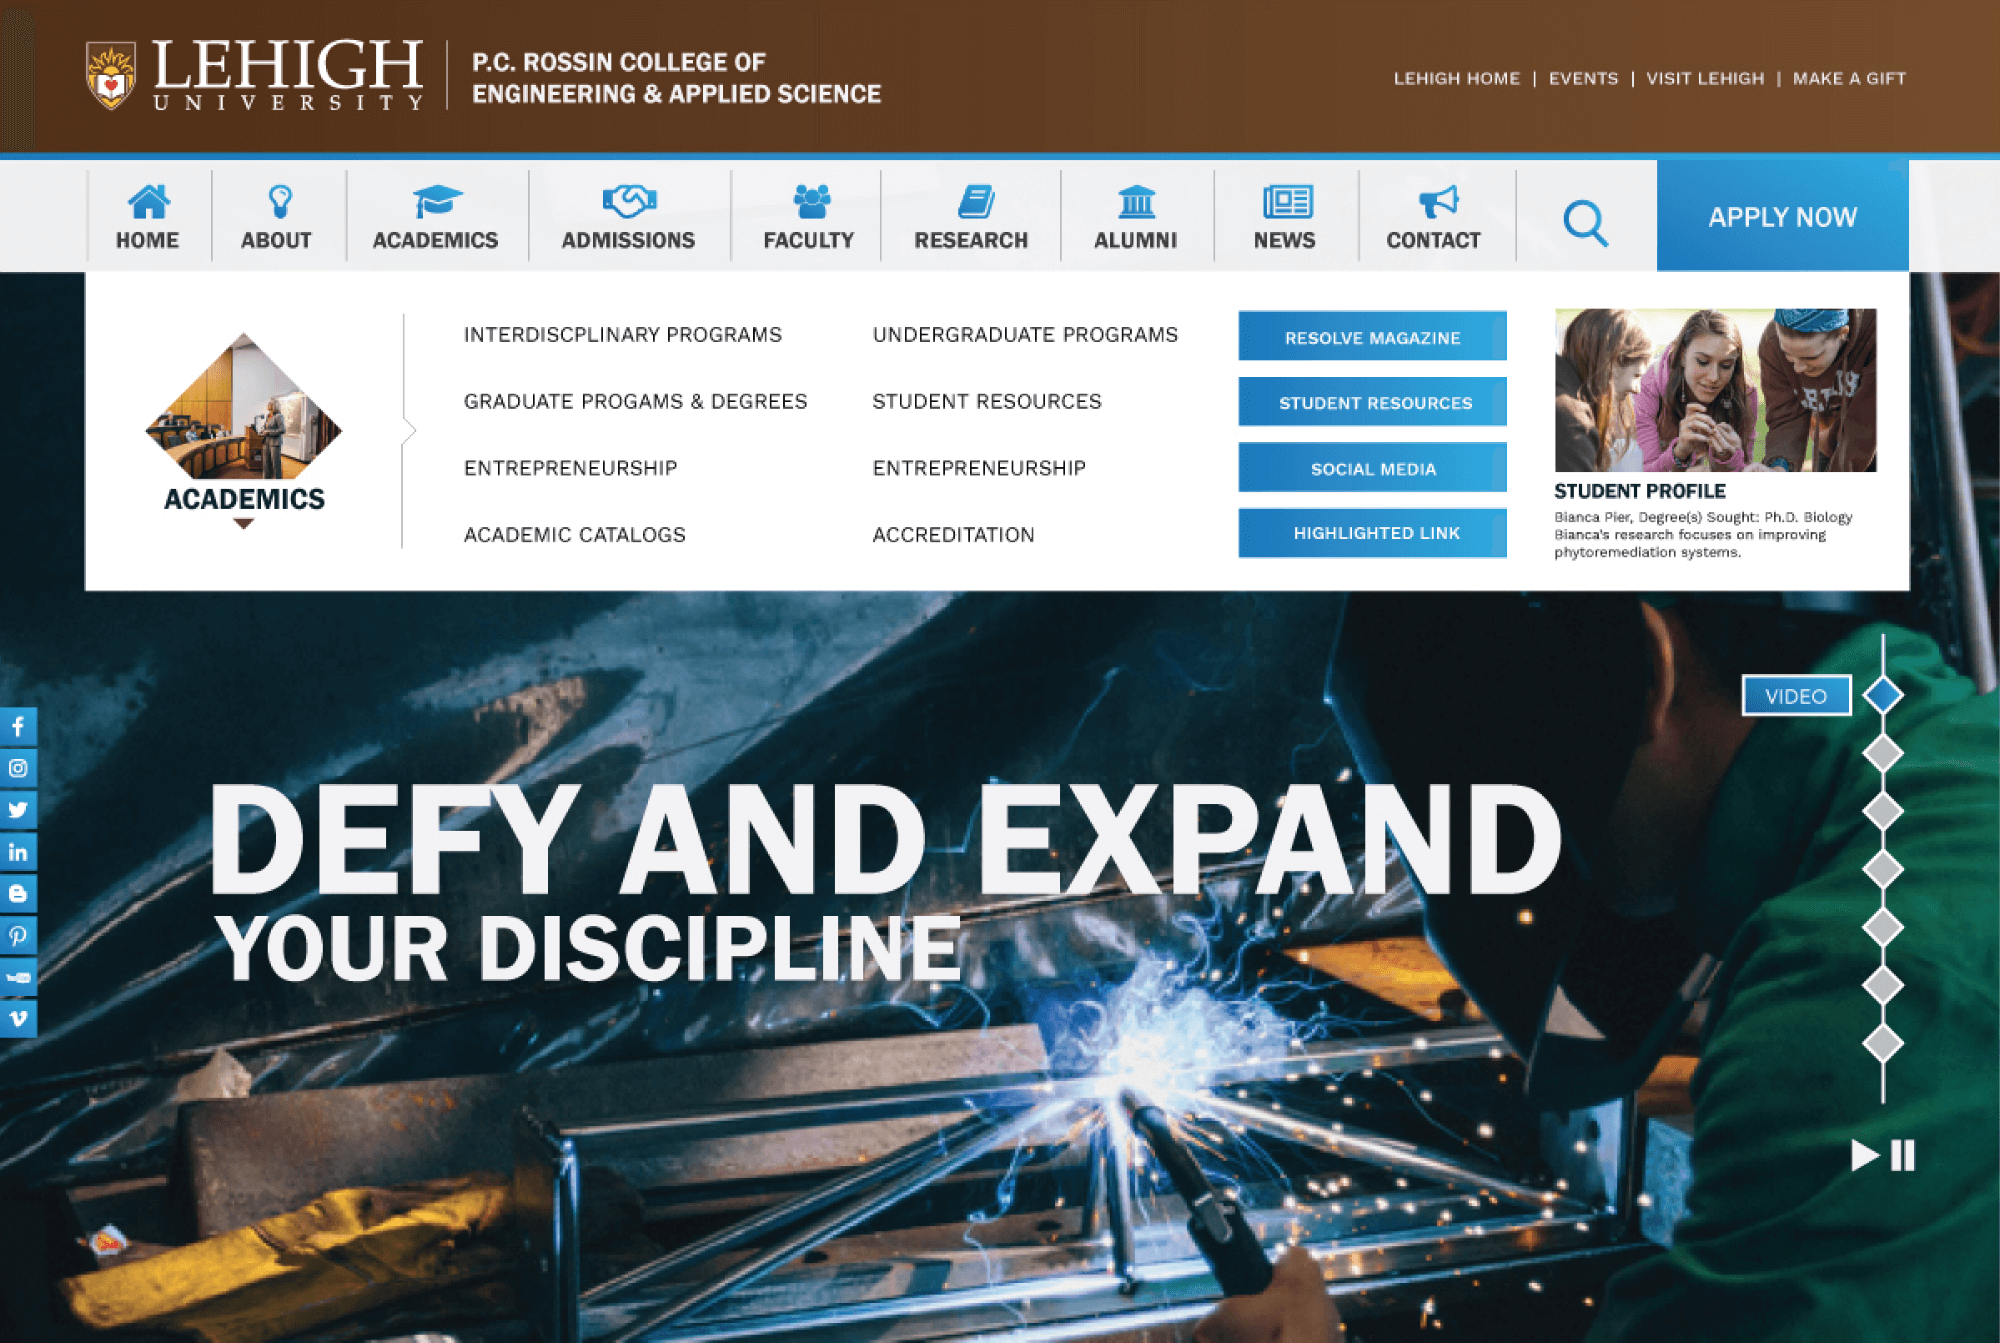 LEHIGH
UNIVERSITY
P.C. ROSSIN COLLEGE OF
ENGINEERING & APPLIED SCIENCE
LEHIGH HOME | EVENTS | VISIT LEHIGH | MAKE A GIFT
HOME
ABOUT
ACADEMICS
ADMISSIONS
FACULTY
RESEARCH
ALUMNI
NEWS
CONTACT
APPLY NOW
ACADEMICS
INTERDISCPLINARY PROGRAMS
GRADUATE PROGAMS & DEGREES
ENTREPRENEURSHIP
ACADEMIC CATALOGS
UNDERGRADUATE PROGRAMS
STUDENT RESOURCES
ENTREPRENEURSHIP
ACCREDITATION
RESOLVE MAGAZINE
STUDENT RESOURCES
SOCIAL MEDIA
HIGHLIGHTED LINK
STUDENT PROFILE
Bianca Pier, Degree(s) Sought: Ph.D. Biology
Bianca's research focuses on improving
phytoremediation systems.
VIDEO
DEFY AND EXPAND
YOUR DISCIPLINE